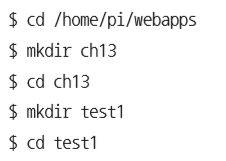 $ cd /home/pi/webapps
$ mkdir ch13
$ cd ch13
$ mkdir test1
$ cd test1